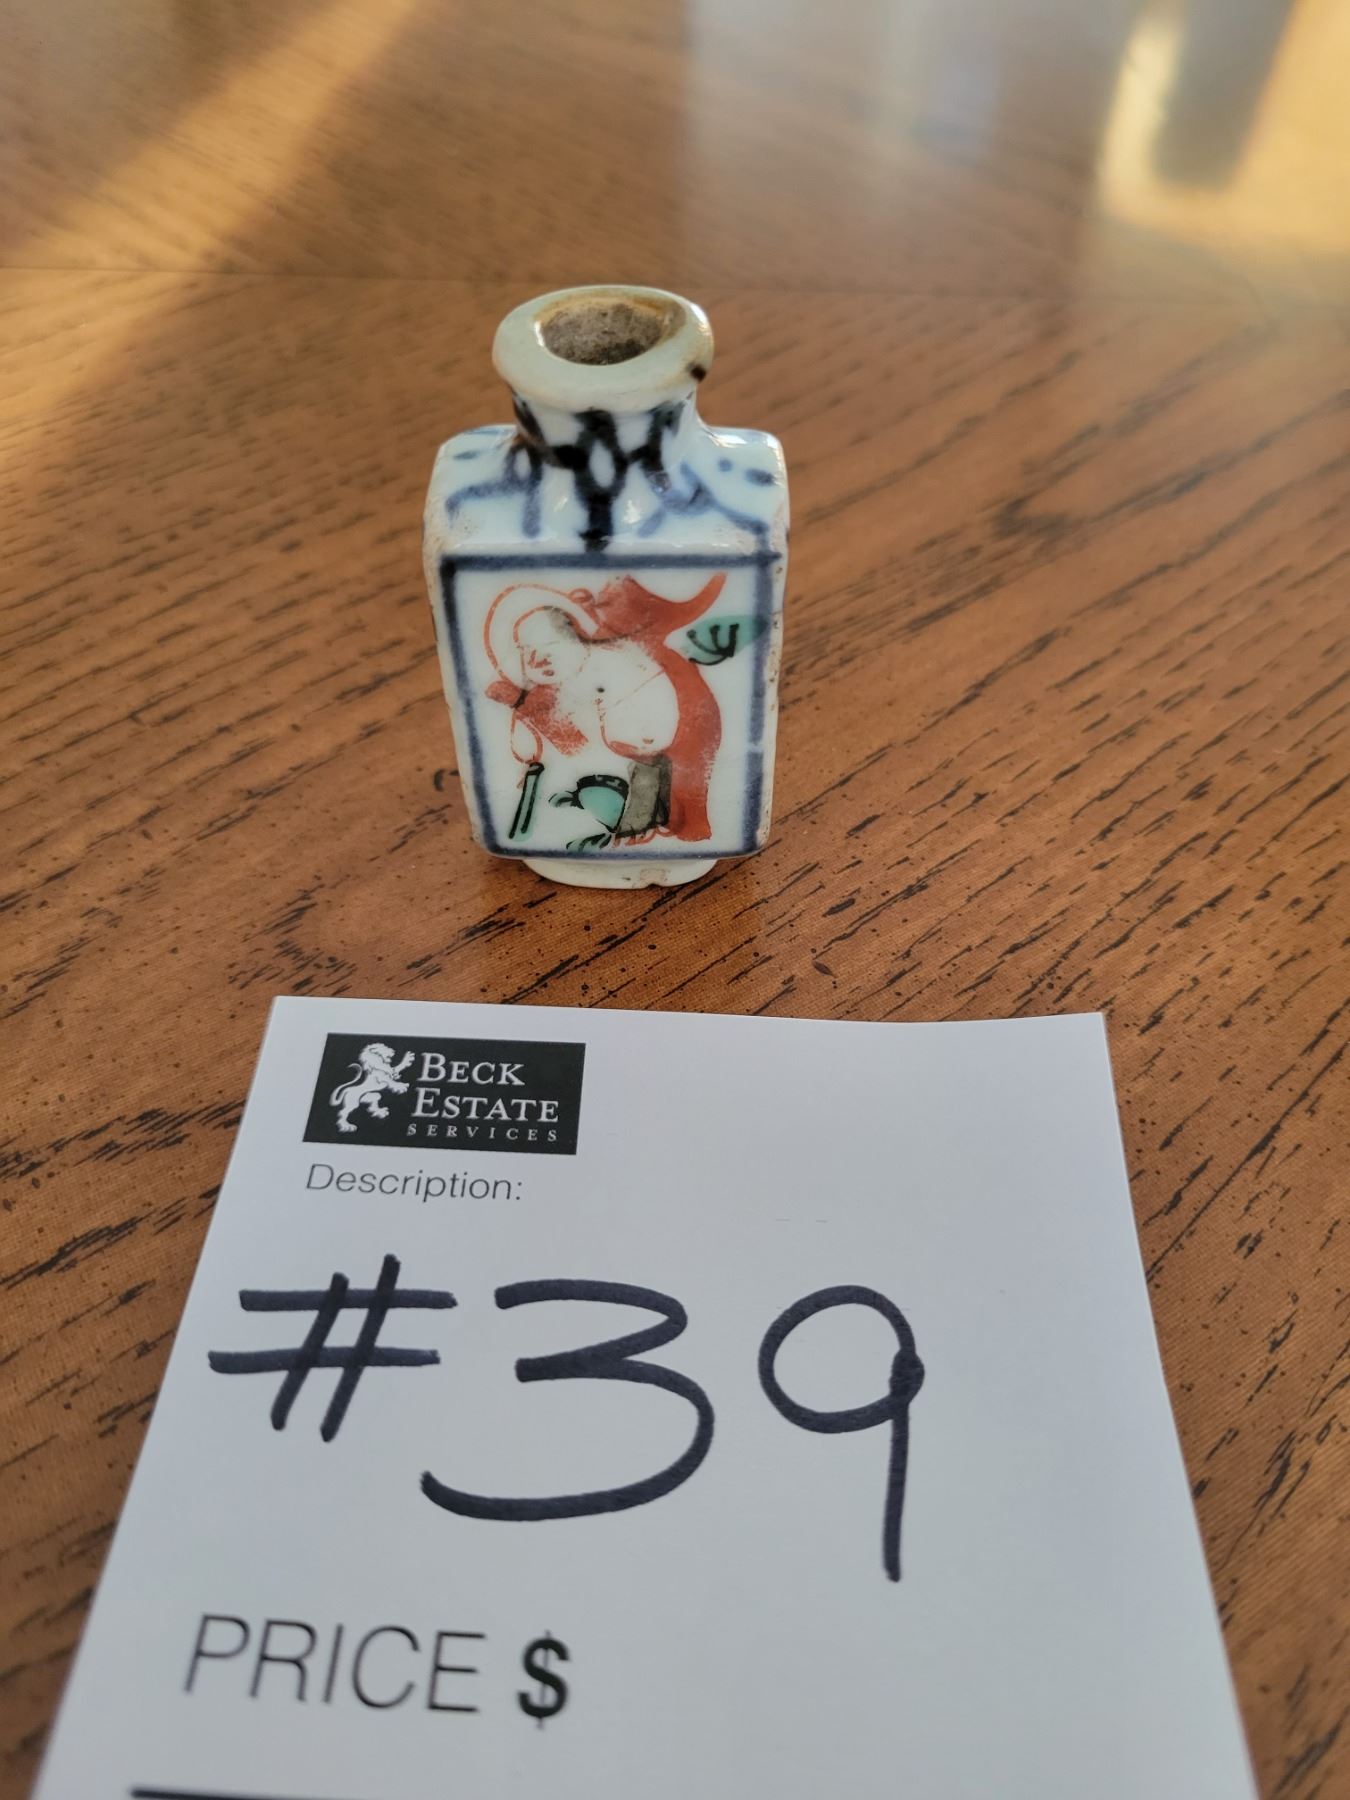 BECK
ESTATE
SERVICES
Description:
#39
PRICE $